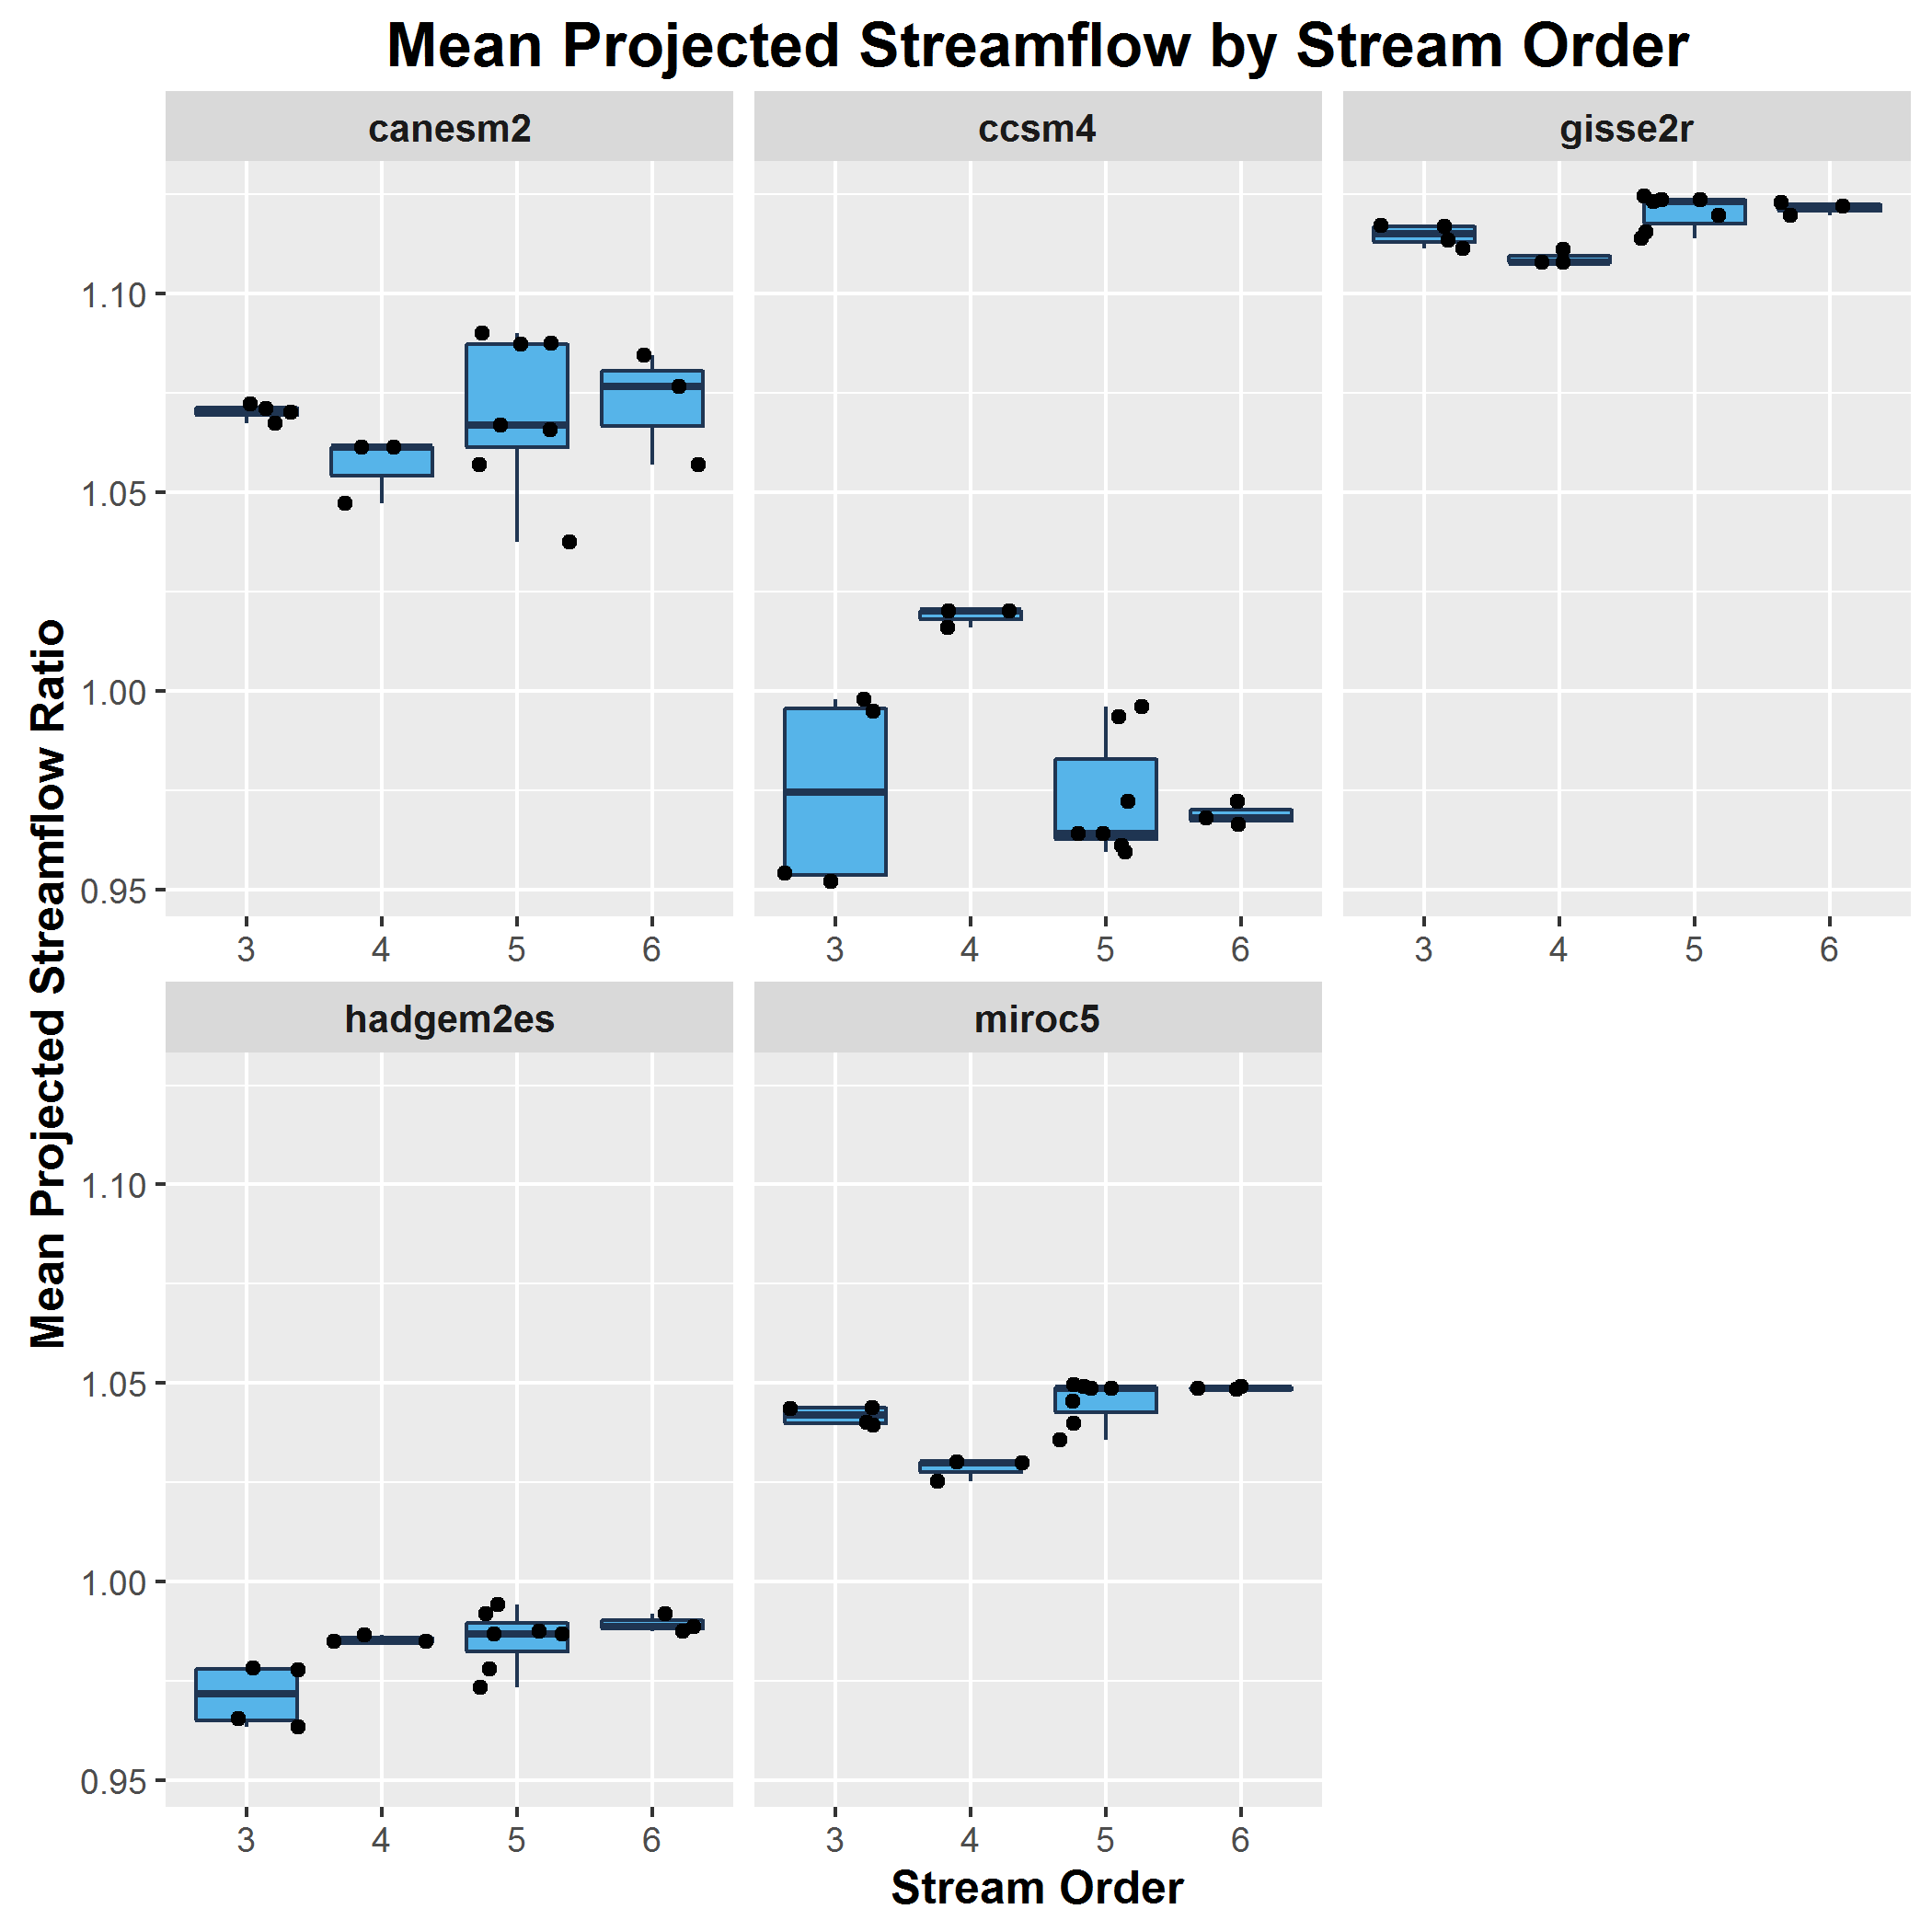 Mean Projected Streamflow by Stream Order
canesm2
ccsm4
gisse2r
Mean Projected Streamflow Ratio
1.10
1.05
1.00
0.95
3 4 5 6
3 4 5 6
3 4 5 6
hadgem2es
miroc5
1.10
1.05
1.00
0.95
3 4 5 6
3 4 5 6
Stream Order